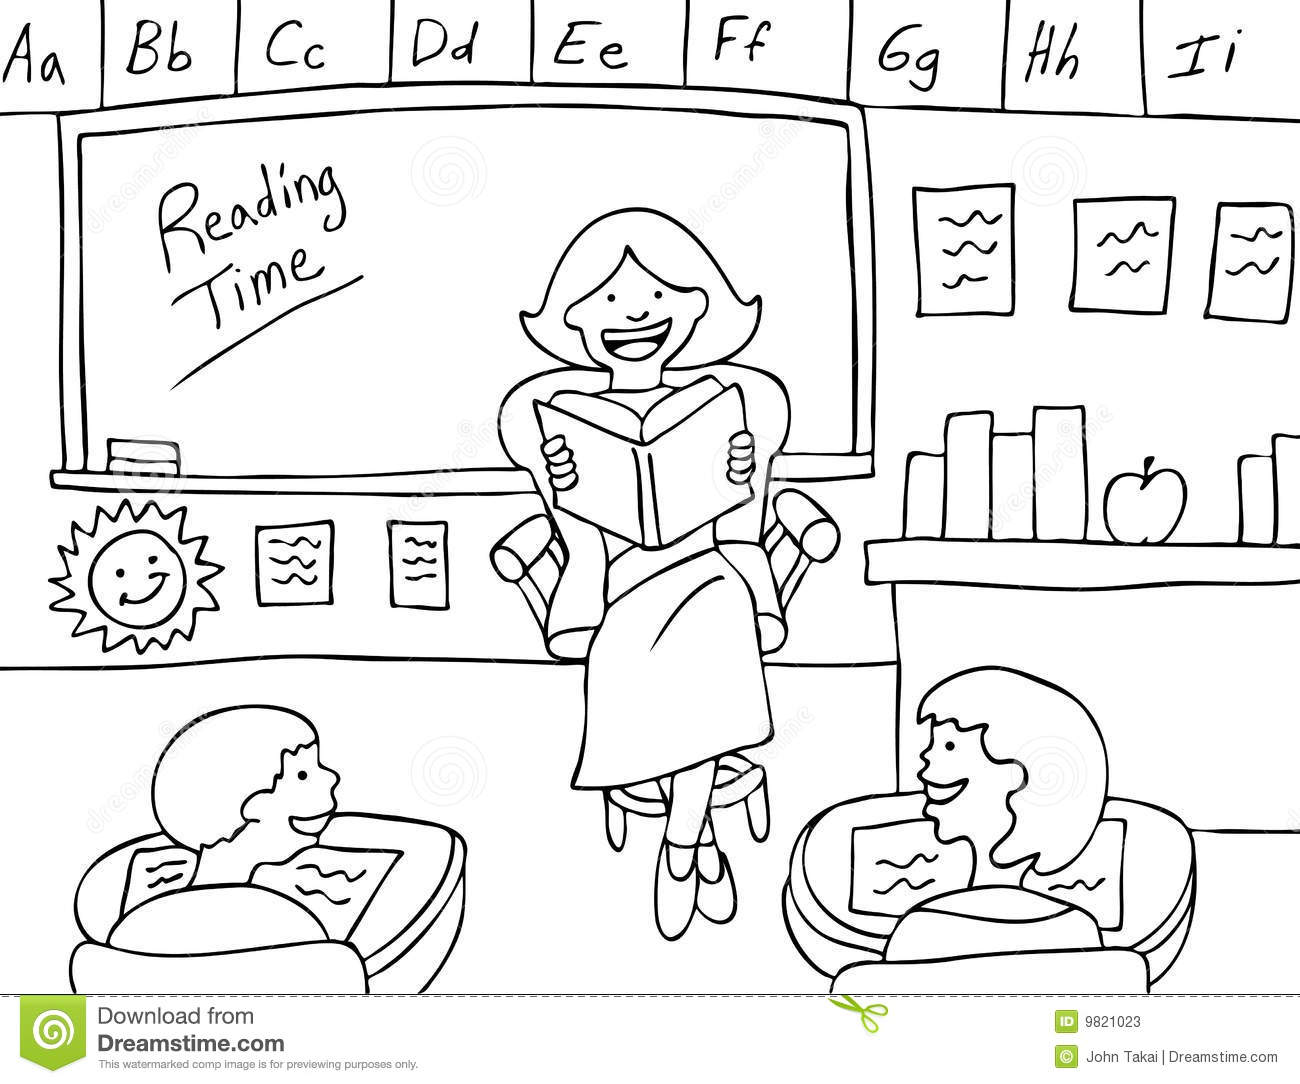 Aa Bb Cc Dd Ee Ff Gg Hh Ii
Reading
Time
Download from
Dreamstime.com
This watermarked comp image is for previewing purposes only.
ID 9821023
© John Takai | Dreamstime.com